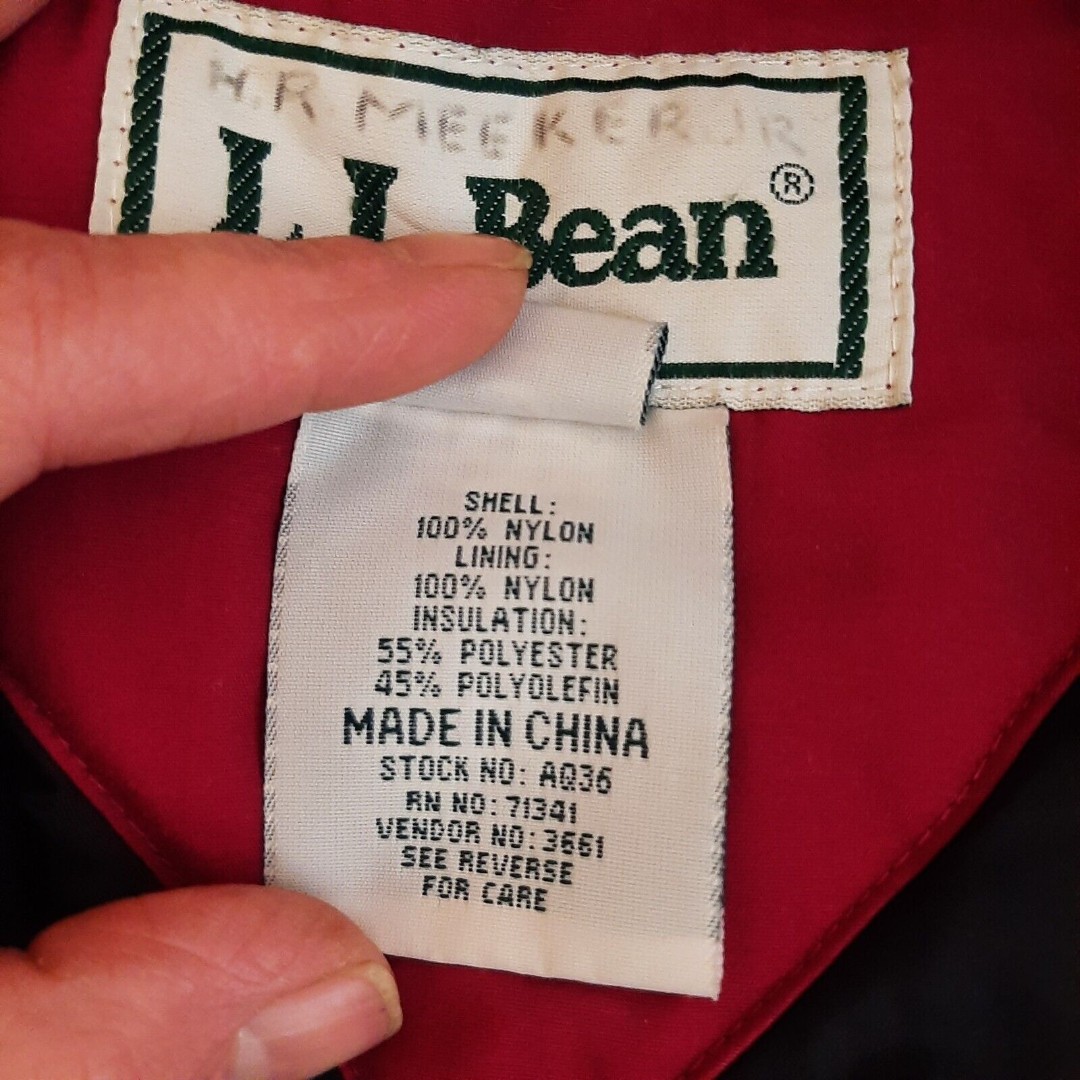 H.R MEEKER JR
L.L.Bean®
SHELL:
100% NYLON
LINING:
100% NYLON
INSULATION:
55% POLYESTER
45% POLYOLEFIN
MADE IN CHINA
STOCK NO: AQ36
RN NO: 71341
VENDOR NO: 3661
SEE REVERSE
FOR CARE